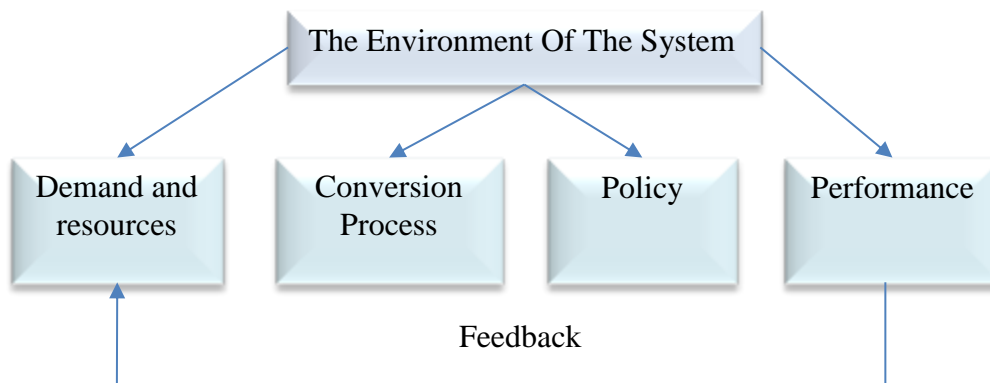 The Environment Of The System
Demand and
resources
Conversion
Process
Policy
Performance
Feedback